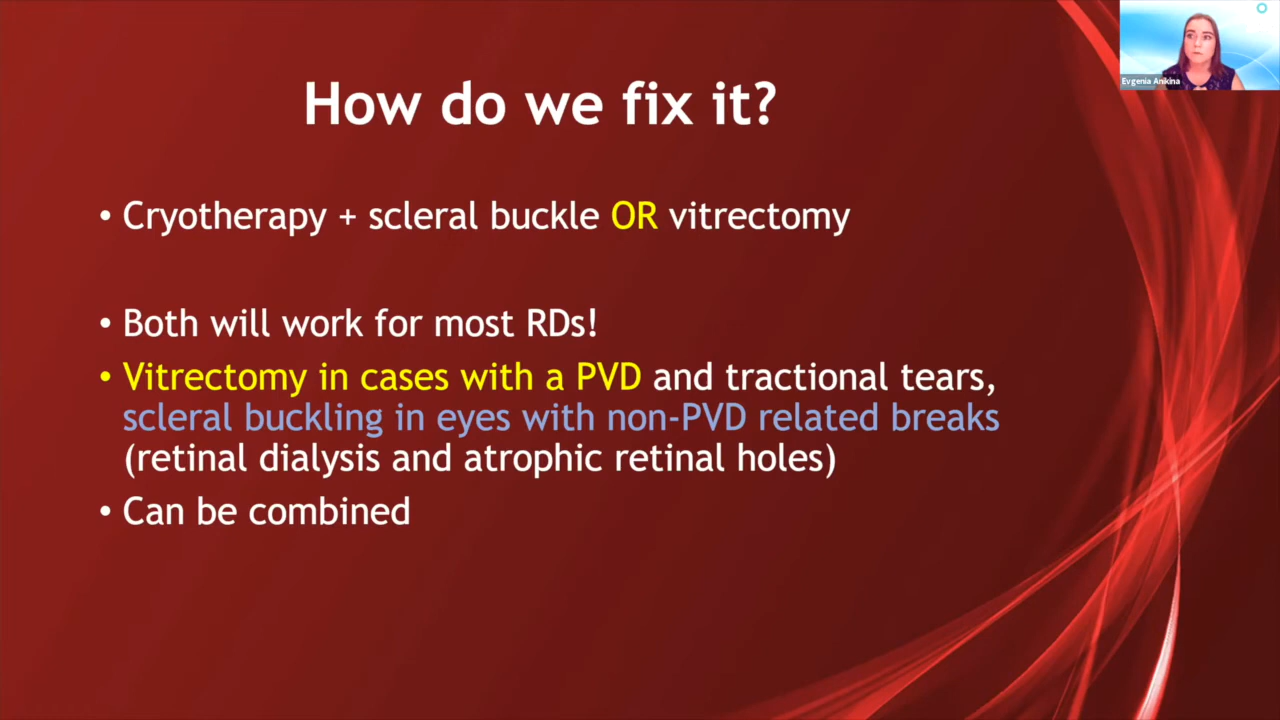 Evgenia Anikina
How do we fix it?
• Cryotherapy + scleral buckle OR vitrectomy
• Both will work for most RDs!
• Vitrectomy in cases with a PVD and tractional tears,
scleral buckling in eyes with non-PVD related breaks
(retinal dialysis and atrophic retinal holes)
• Can be combined